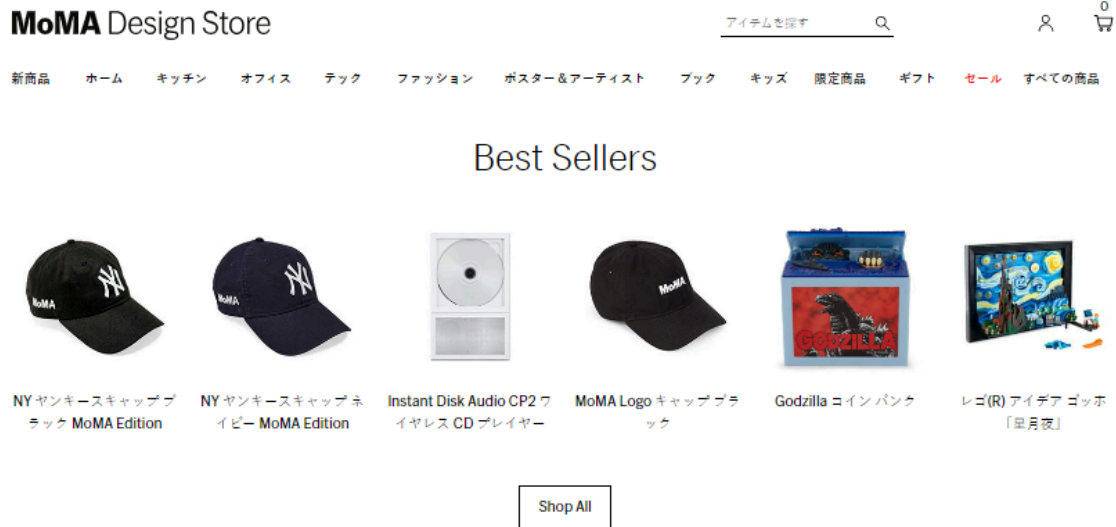 MoMA Design Store
アイテムを探す
0
新商品 ホーム キッチン オフィス テック ファッション ポスター＆アーティスト ブック キッズ 限定商品 ギフト セール すべての商品
Best Sellers
MoMA
NY
MoMA
NY
MoMA
GODZILLA
NY ヤンキースキャップ ブ
ラック MoMA Edition
NY ヤンキースキャップ ネ
イビー MoMA Edition
Instant Disk Audio CP2 ワ
イヤレス CD プレイヤー
MoMA Logo キャップ ブラ
ック
Godzilla コイン バンク
レゴ(R) アイデア ゴッホ
「星月夜」
Shop All